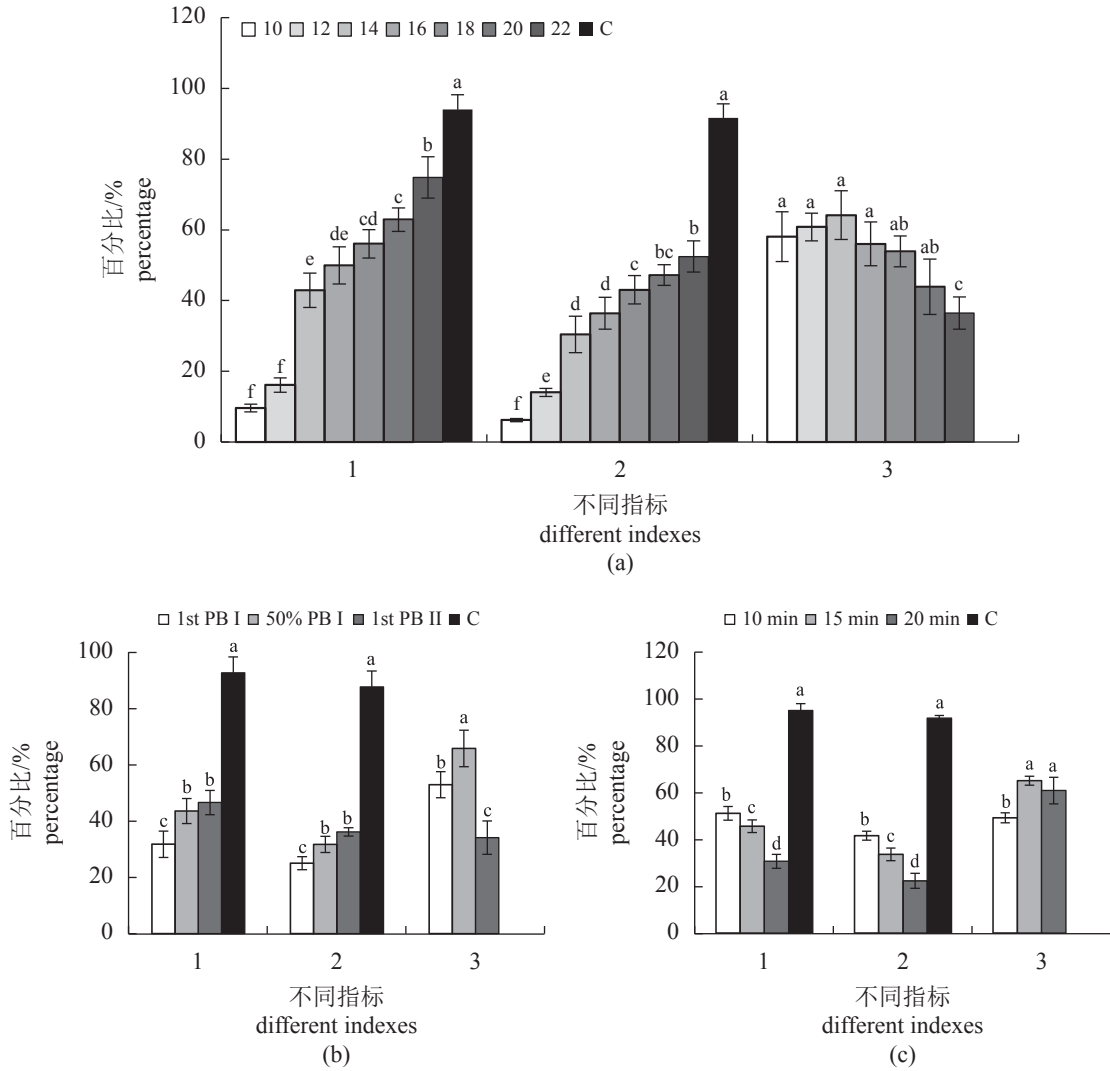 120
100
80
60
40
20
0
百分比/%
percentage
10 12 14 16 18 20 22 C
f f e de cd c b a
f e d d c bc b a
a a a a ab ab c
1 2 3
不同指标
different indexes
(a)
1st PB I 50% PB I 1st PB II C
100
80
60
40
20
0
百分比/%
percentage
c b b a
c b b a
b a c
1 2 3
不同指标
different indexes
(b)
10 min 15 min 20 min C
120
100
80
60
40
20
0
百分比/%
percentage
b c d a
b c d a
b a a
1 2 3
不同指标
different indexes
(c)